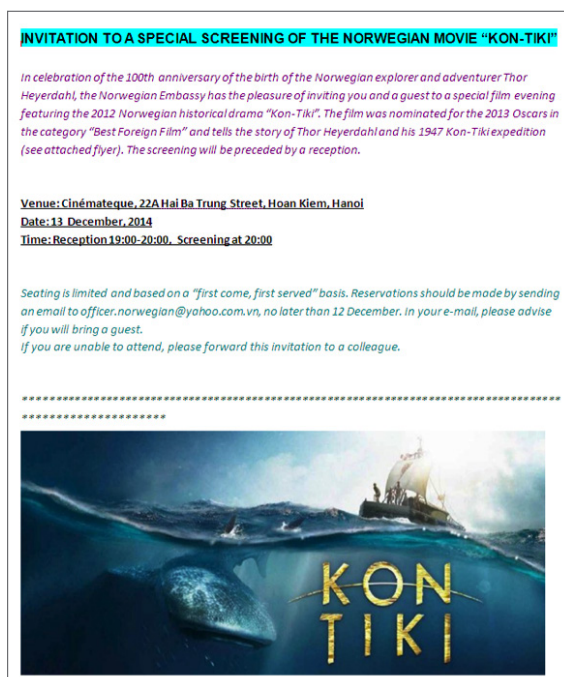 INVITATION TO A SPECIAL SCREENING OF THE NORWEGIAN MOVIE “KON-TIKI”
In celebration of the 100th anniversary of the birth of the Norwegian explorer and adventurer Thor
Heyerdahl, the Norwegian Embassy has the pleasure of inviting you and a guest to a special film evening
featuring the 2012 Norwegian historical drama “Kon-Tiki”. The film was nominated for the 2013 Oscars in
the category “Best Foreign Film” and tells the story of Thor Heyerdahl and his 1947 Kon-Tiki expedition
(see attached flyer). The screening will be preceded by a reception.
Venue: Cinémateque, 22A Hai Ba Trung Street, Hoan Kiem, Hanoi
Date: 13 December, 2014
Time: Reception 19:00-20:00, Screening at 20:00
Seating is limited and based on a “first come, first served” basis. Reservations should be made by sending
an email to officer.norwegian@yahoo.com.vn, no later than 12 December. In your e-mail, please advise
if you will bring a guest.
If you are unable to attend, please forward this invitation to a colleague.
*******************************************************************************
*********************
KON
TIKI